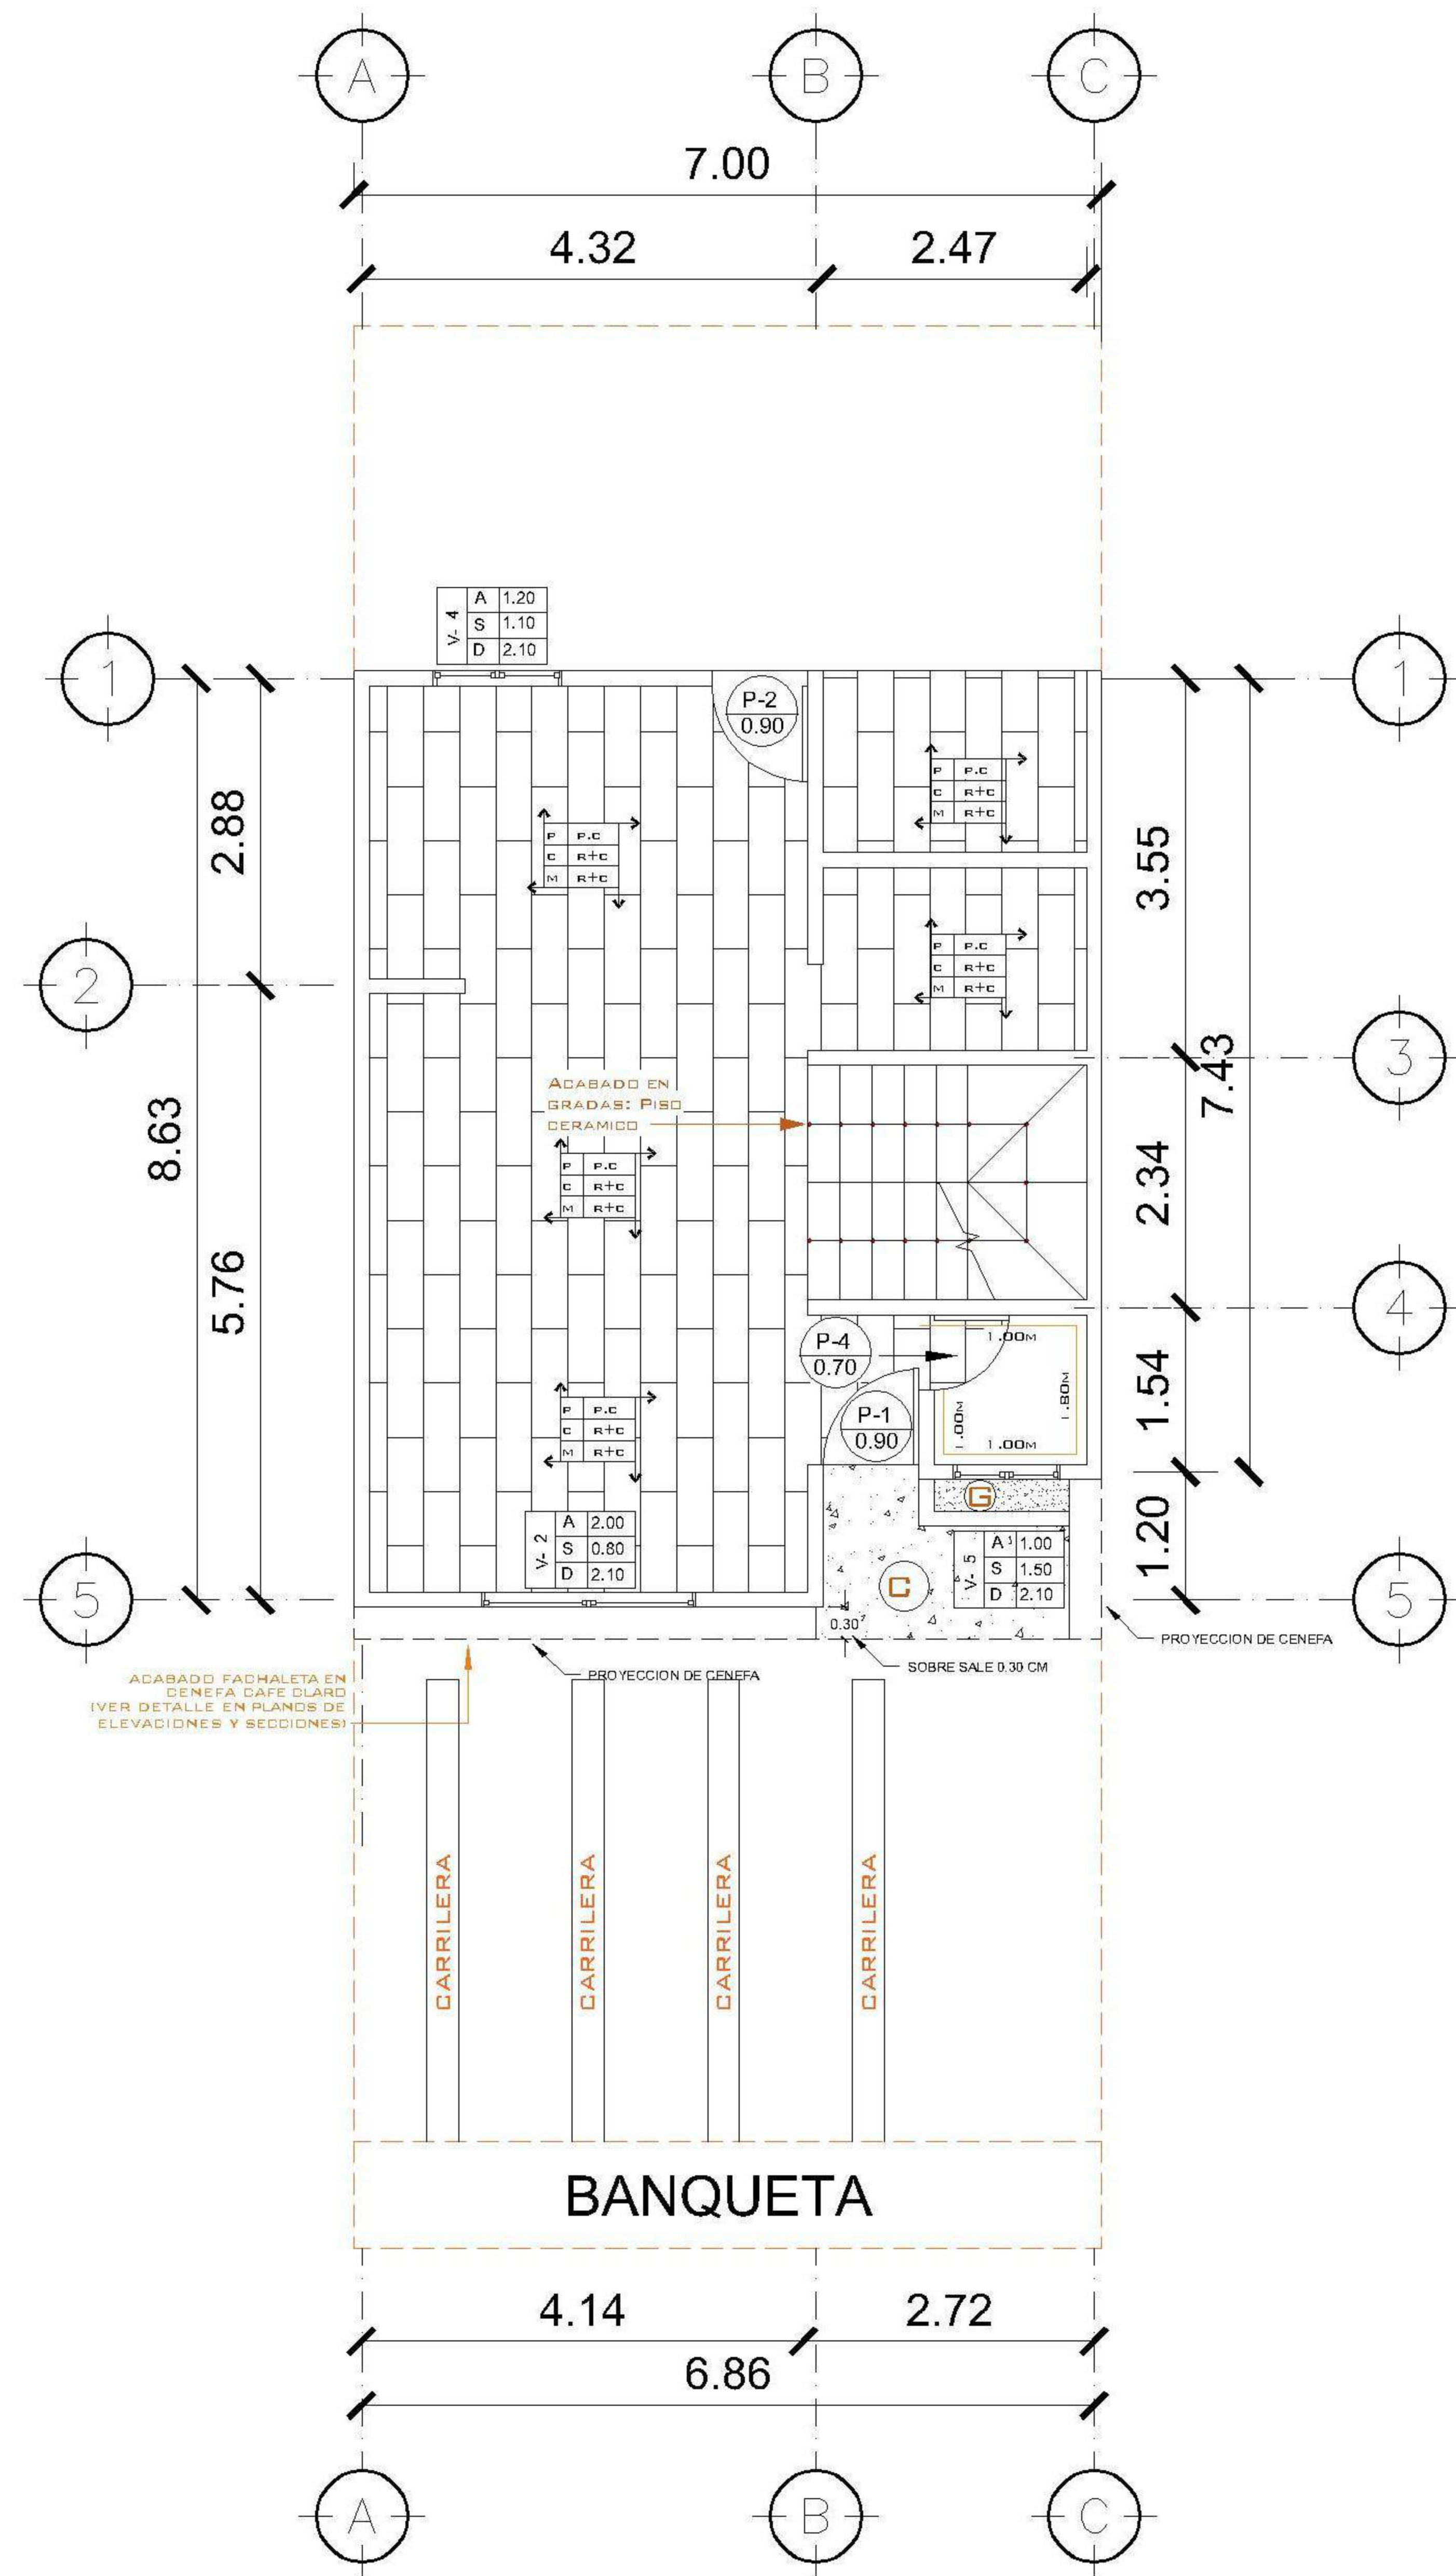 A
B
C
7.00
4.32
2.47
V- 4
A 1.20
S 1.10
D 2.10
1
1
P-2
0.90
P P.C
C R+C
M R+C
P P.C
C R+C
M R+C
2.88
3.55
P P.C
C R+C
M R+C
2
3
7.43
ACABADO EN
GRADAS: PISO
CERAMICO
8.63
P P.C
C R+C
M R+C
2.34
5.76
4
P-4
0.70
1.00M
1.80M
1.00M
1.00M
1.54
P-1
0.90
P P.C
C R+C
M R+C
G
V- 2
A 2.00
S 0.80
D 2.10
V- 5
A 1.00
S 1.50
D 2.10
1.20
C
5
5
0.30
PROYECCION DE CENEFA
SOBRE SALE 0.30 CM
PROYECCION DE CENEFA
ACABADO FACHALETA EN
CENEFA CAFE CLARO
(VER DETALLE EN PLANOS DE
ELEVACIONES Y SECCIONES)
CARRILERA
CARRILERA
CARRILERA
CARRILERA
BANQUETA
4.14
2.72
6.86
A
B
C